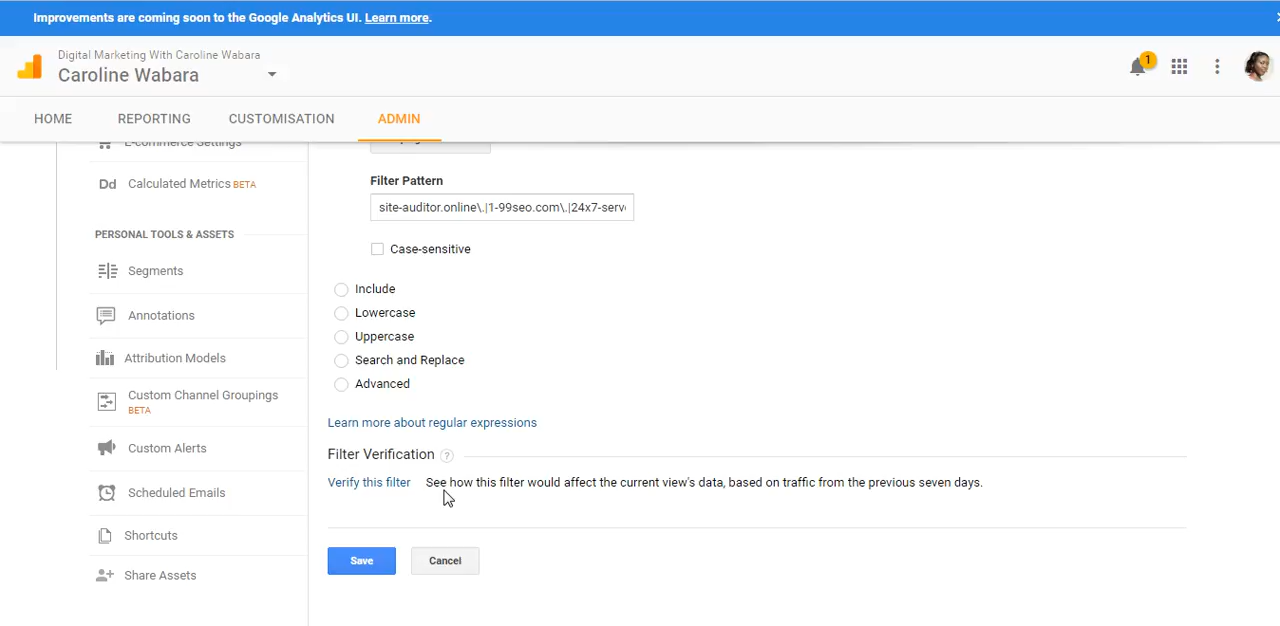 Improvements are coming soon to the Google Analytics UI. Learn more.
Digital Marketing With Caroline Wabara
Caroline Wabara
1
HOME
REPORTING
CUSTOMISATION
ADMIN
E-commerce Settings
Dd Calculated Metrics BETA
PERSONAL TOOLS & ASSETS
Segments
Annotations
Attribution Models
Custom Channel Groupings
BETA
Custom Alerts
Scheduled Emails
Shortcuts
Share Assets
Filter Pattern
site-auditor.online\.|1-99seo.com\.|24x7-serv
Case-sensitive
Include
Lowercase
Uppercase
Search and Replace
Advanced
Learn more about regular expressions
Filter Verification ?
Verify this filter See how this filter would affect the current view's data, based on traffic from the previous seven days.
Save Cancel